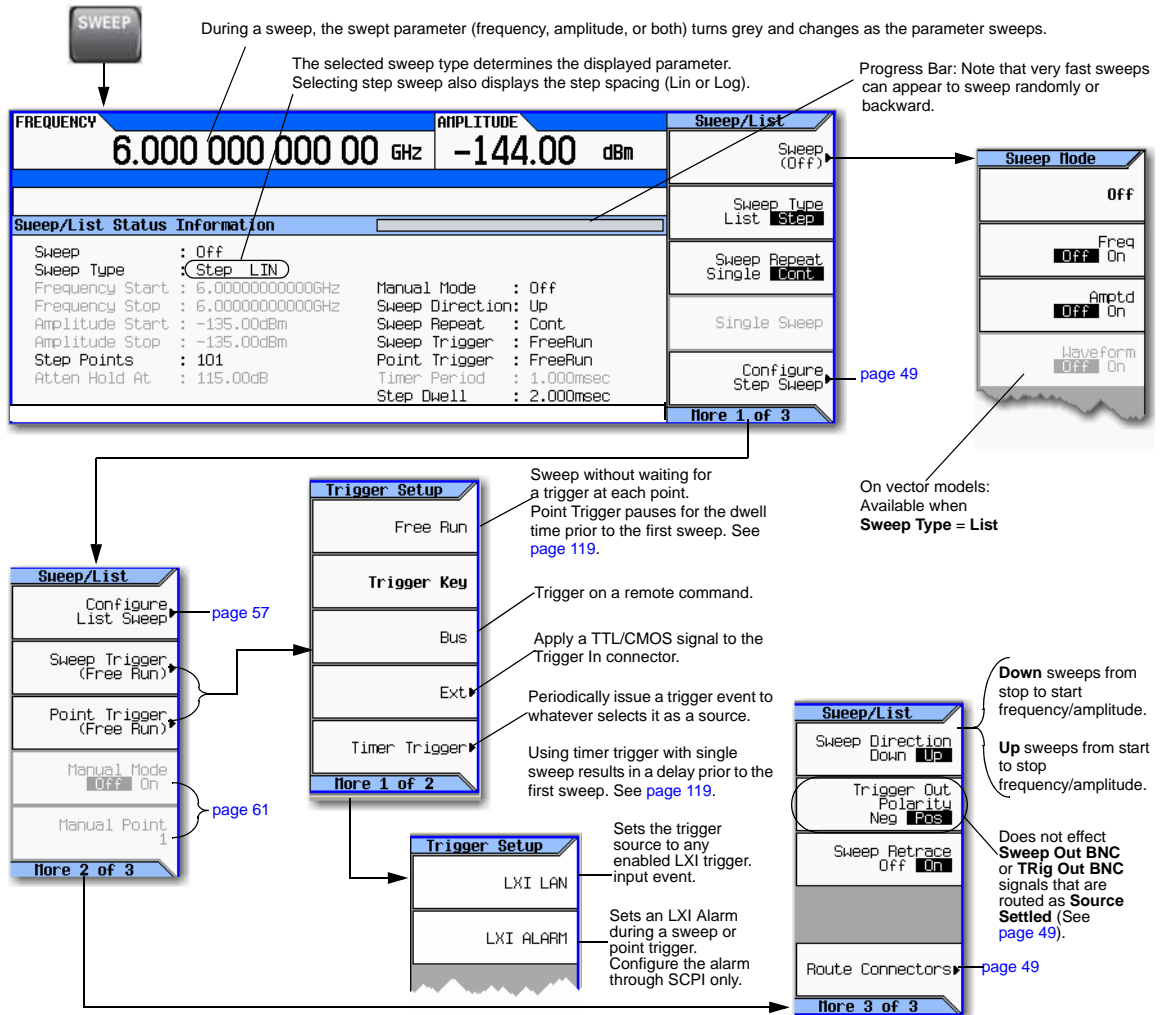 SWEEP
During a sweep, the swept parameter (frequency, amplitude, or both) turns grey and changes as the parameter sweeps.
The selected sweep type determines the displayed parameter.
Selecting step sweep also displays the step spacing (Lin or Log).
Progress Bar: Note that very fast sweeps
can appear to sweep randomly or
backward.
FREQUENCY
6.000 000 000 00 GHz
AMPLITUDE
-144.00 dBm
Sweep/List Status Information
Sweep : Off
Sweep Type : Step LIN
Frequency Start : 6.00000000000GHz
Frequency Stop : 6.00000000000GHz
Amplitude Start : -135.00dBm
Amplitude Stop : -135.00dBm
Step Points : 101
Atten Hold At : 115.00dB
Manual Mode : Off
Sweep Direction: Up
Sweep Repeat : Cont
Sweep Trigger : FreeRun
Point Trigger : FreeRun
Timer Period : 1.000msec
Step Dwell : 2.000msec
Sweep/List
Sweep
(Off)
Sweep Type
List Step
Sweep Repeat
Single Cont
Single Sweep
Configure
Step Sweep
page 49
More 1 of 3
Sweep Mode
Off
Freq
Off On
Amptd
Off On
Waveform
Off On
On vector models:
Available when
Sweep Type = List
Sweep/List
Configure
List Sweep
page 57
Sweep Trigger
(Free Run)
Point Trigger
(Free Run)
Manual Mode
Off On
Manual Point
1
page 61
More 2 of 3
Trigger Setup
Free Run
Trigger Key
Bus
Ext
Timer Trigger
More 1 of 2
Sweep without waiting for
a trigger at each point.
Point Trigger pauses for the dwell
time prior to the first sweep. See
page 119.
Trigger on a remote command.
Apply a TTL/CMOS signal to the
Trigger In connector.
Periodically issue a trigger event to
whatever selects it as a source.
Using timer trigger with single
sweep results in a delay prior to the
first sweep. See page 119.
Trigger Setup
LXI LAN
LXI ALARM
Sets the trigger
source to any
enabled LXI trigger.
input event.
Sets an LXI Alarm
during a sweep or
point trigger.
Configure the alarm
through SCPI only.
Sweep/List
Sweep Direction
Down Up
Trigger Out
Polarity
Neg Pos
Sweep Retrace
Off On
Route Connectors
page 49
More 3 of 3
Down sweeps from
stop to start
frequency/amplitude.
Up sweeps from start
to stop
frequency/amplitude.
Does not effect
Sweep Out BNC
or TRig Out BNC
signals that are
routed as Source
Settled (See
page 49).